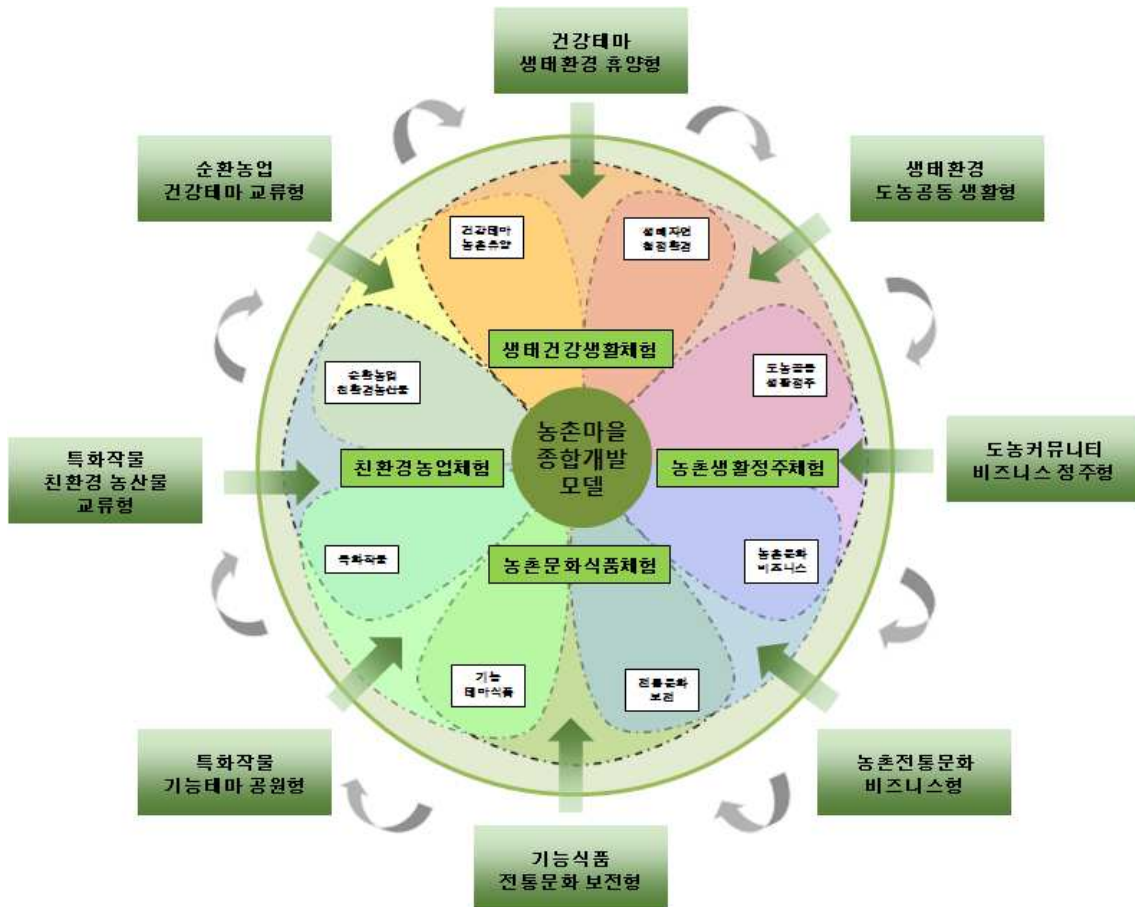 건강테마
생태환경 휴양형
순환농업
건강테마 교류형
생태환경
도농공동 생활형
건강테마
농촌휴양
생태자연
청정환경
생태건강생활체험
순환농업
친환경농산물
도농공동
생활정주
농촌마을
종합개발
모델
특화작물
친환경 농산물
교류형
친환경농업체험
농촌생활정주체험
도농커뮤니티
비즈니스 정주형
특화작물
농촌문화식품체험
농촌문화
비즈니스
기능
테마식품
전통문화
보전
특화작물
기능테마 공원형
농촌전통문화
비즈니스형
기능식품
전통문화 보전형